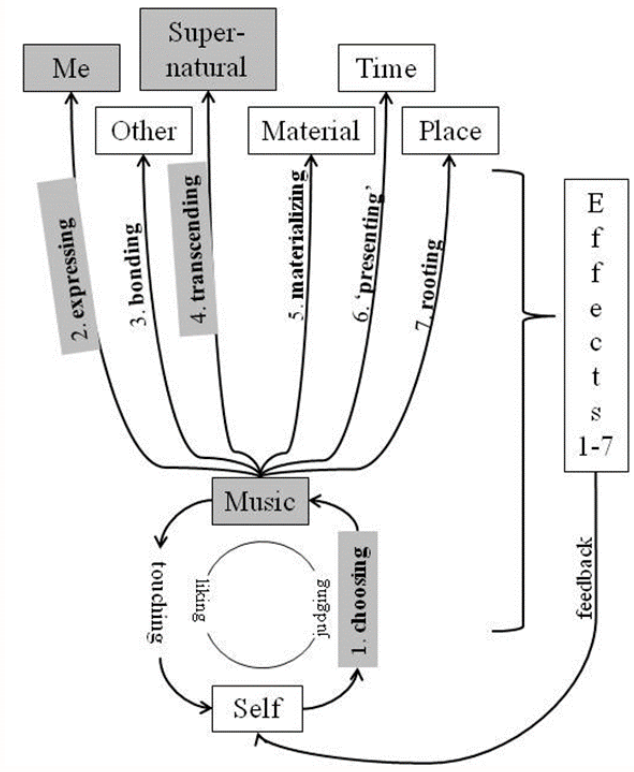 Me
Super-
natural
Time
Other
Material
Place
2. expressing
3. bonding
4. transcending
5. materializing
6. ‘presenting’
7. rooting
E
f
f
e
c
t
s
1-7
Music
touching
liking
judging
1. choosing
feedback
Self